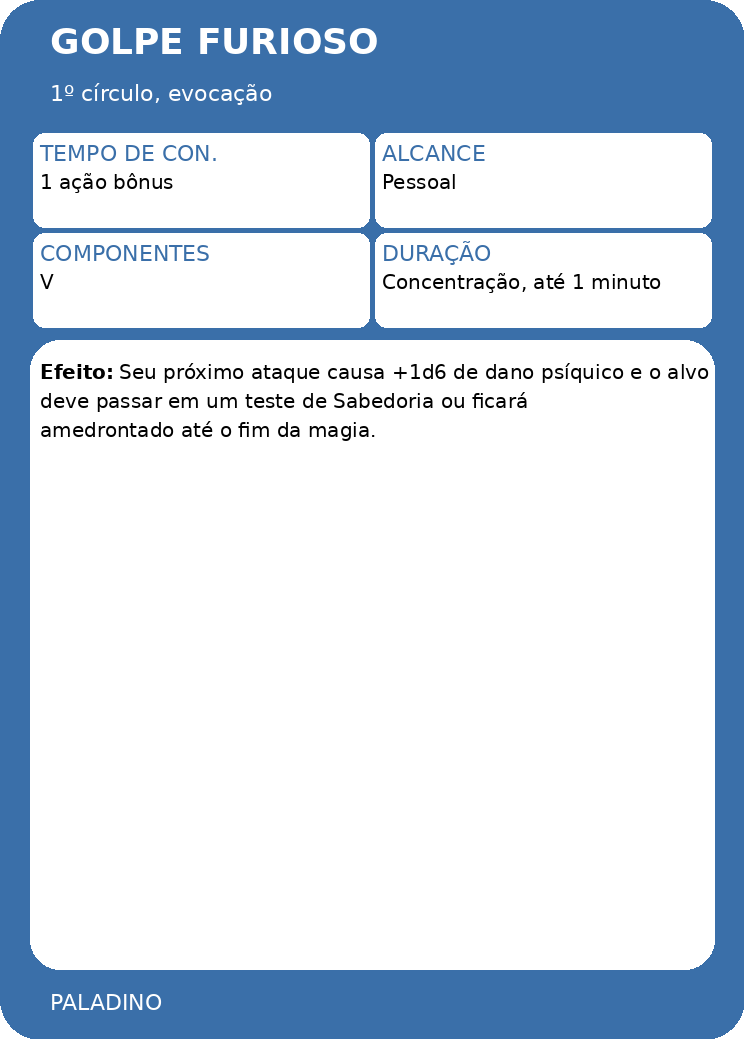 GOLPE FURIOSO
1º círculo, evocação
TEMPO DE CON.
1 ação bônus
ALCANCE
Pessoal
COMPONENTES
V
DURAÇÃO
Concentração, até 1 minuto
Efeito: Seu próximo ataque causa +1d6 de dano psíquico e o alvo
deve passar em um teste de Sabedoria ou ficará
amedrontado até o fim da magia.
PALADINO